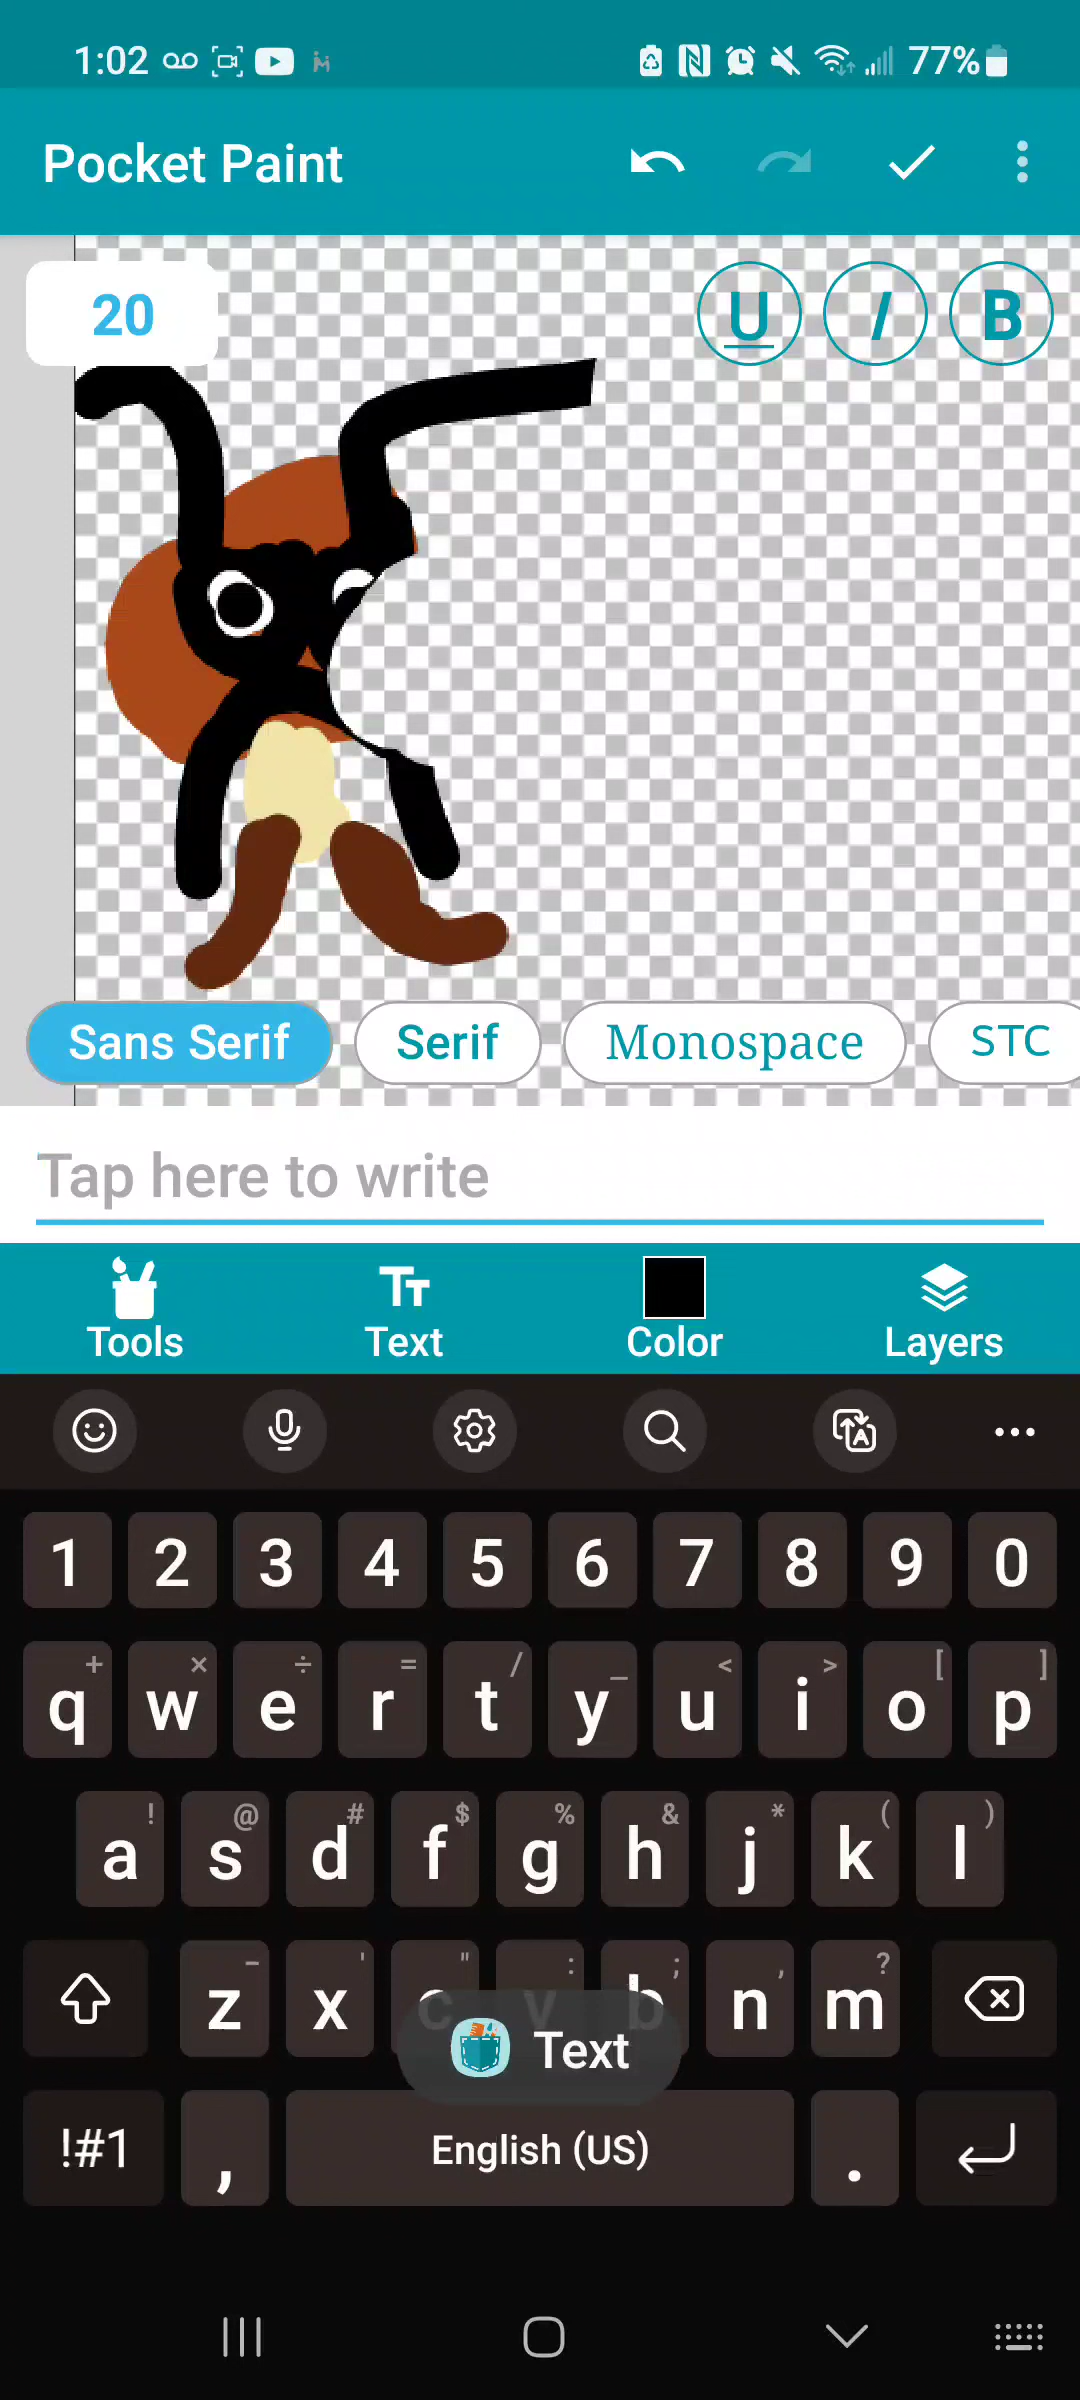 1:02 77%
Pocket Paint
20 U I B
Sans Serif Serif Monospace STC
Tap here to write
Tools Text Color Layers
1 2 3 4 5 6 7 8 9 0
+ × ÷ = / _ < > [ ]
q w e r t y u i o p
! @ # $ % & * ( )
a s d f g h j k l
- ' " : ; , ?
z x c v b n m
Text
!#1 , English (US) .